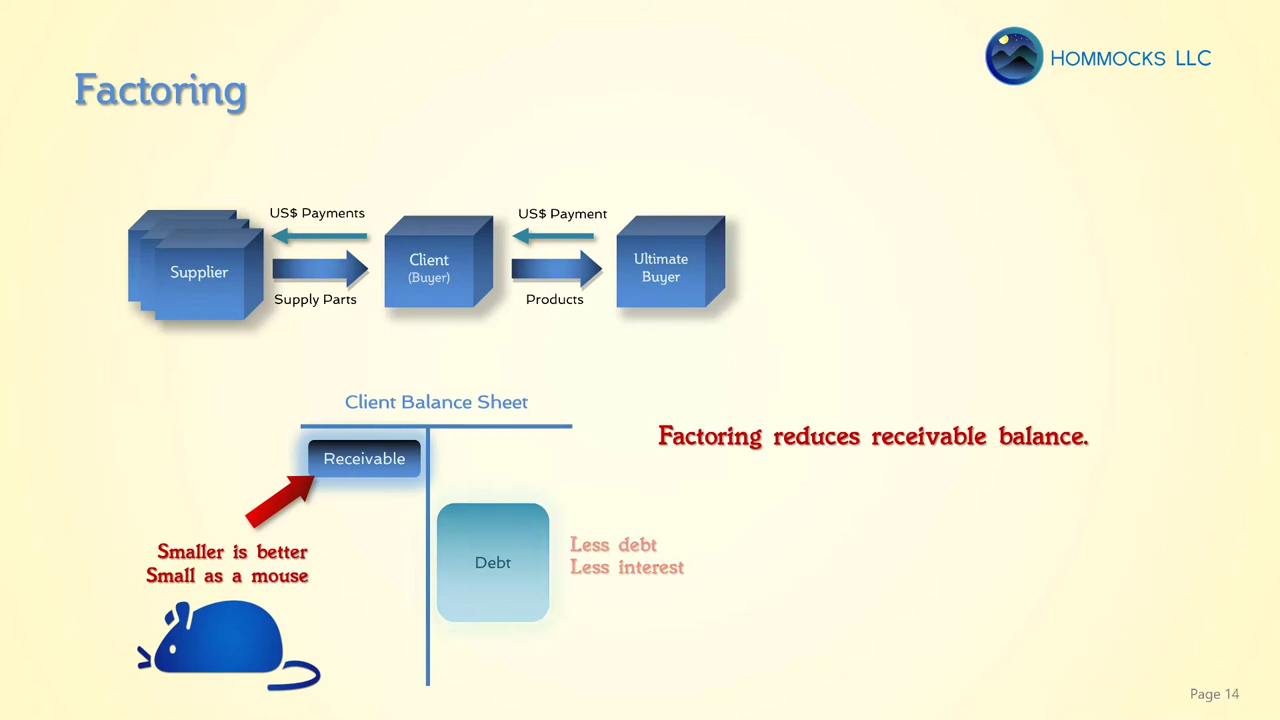 HOMMOCKS LLC
Factoring
US$ Payments
US$ Payment
Supplier
Client
(Buyer)
Ultimate
Buyer
Supply Parts
Products
Client Balance Sheet
Receivable
Factoring reduces receivable balance.
Smaller is better
Small as a mouse
Debt
Less debt
Less interest
Page 14